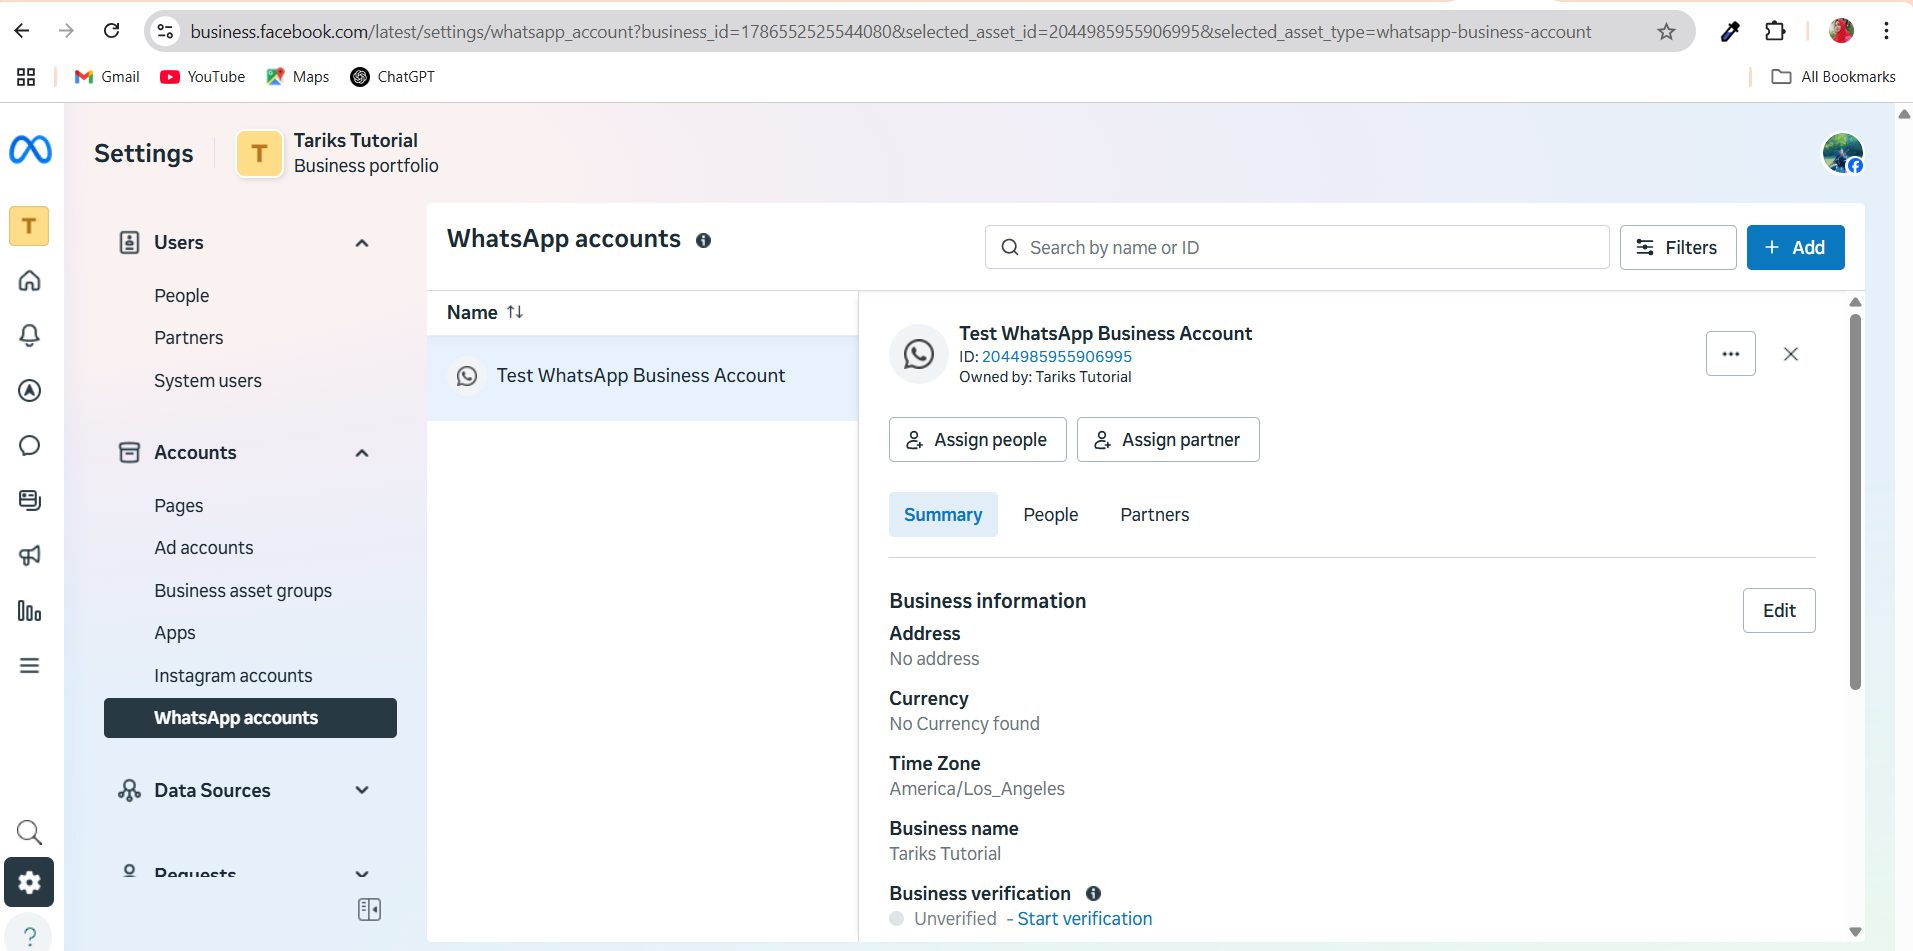 business.facebook.com/latest/settings/whatsapp_account?business_id=1786552525544080&selected_asset_id=2044985955906995&selected_asset_type=whatsapp-business-account
Gmail
YouTube
Maps
ChatGPT
All Bookmarks
Settings
T
Tariks Tutorial
Business portfolio
T
Users
People
Partners
System users
Accounts
Pages
Ad accounts
Business asset groups
Apps
Instagram accounts
WhatsApp accounts
Data Sources
Requests
WhatsApp accounts
Search by name or ID
Filters
+ Add
Name
Test WhatsApp Business Account
Test WhatsApp Business Account
ID: 2044985955906995
Owned by: Tariks Tutorial
Assign people
Assign partner
Summary
People
Partners
Business information
Edit
Address
No address
Currency
No Currency found
Time Zone
America/Los_Angeles
Business name
Tariks Tutorial
Business verification
Unverified - Start verification